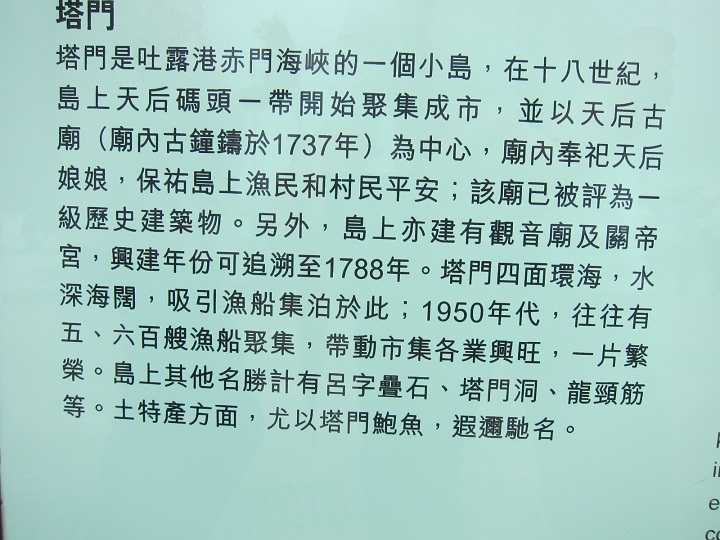 塔門
塔門是吐露港赤門海峽的一個小島，在十八世紀，
島上天后碼頭一帶開始聚集成市，並以天后古
廟（廟內古鐘鑄於1737年）為中心，廟內奉祀天后
娘娘，保祐島上漁民和村民平安；該廟已被評為一
級歷史建築物。另外，島上亦建有觀音廟及關帝
宮，興建年份可追溯至1788年。塔門四面環海，水
深海闊，吸引漁船集泊於此；1950年代，往往有
五、六百艘漁船聚集，帶動市集各業興旺，一片繁
榮。島上其他名勝計有呂字疊石、塔門洞、龍頸筋
等。土特產方面，尤以塔門鮑魚，遐邇馳名。